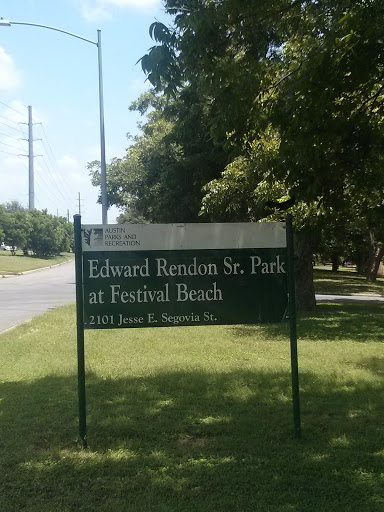 AUSTIN
PARKS AND
RECREATION
Edward Rendon Sr. Park
at Festival Beach
2101 Jesse E. Segovia St.